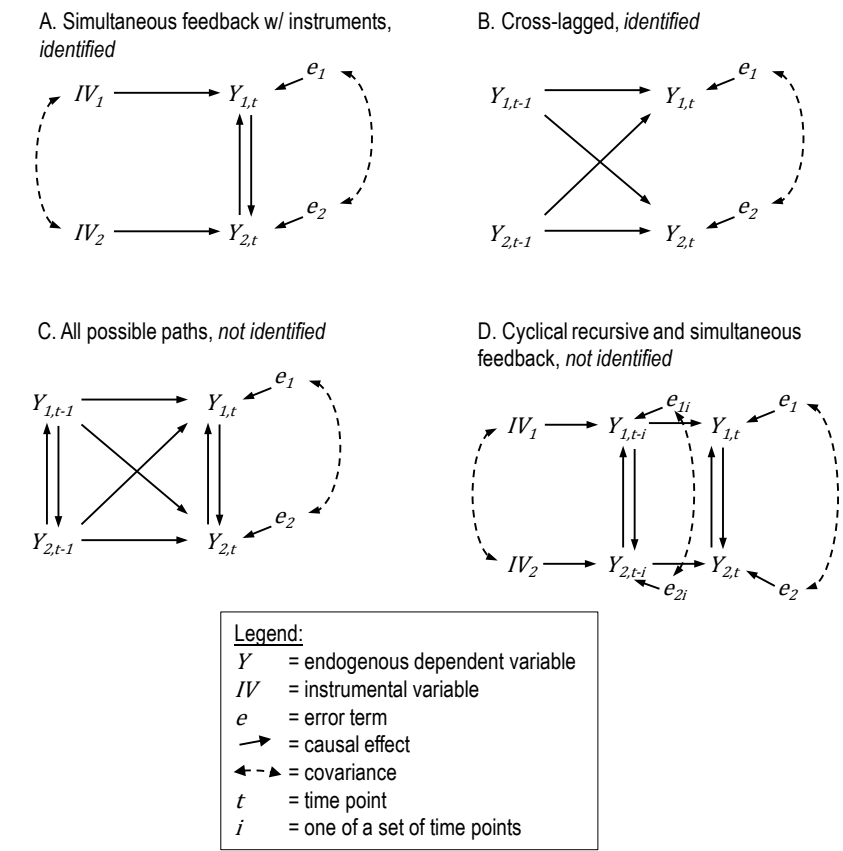 A. Simultaneous feedback w/ instruments,
identified
IV1
Y1,t
e1
IV2
Y2,t
e2
B. Cross-lagged, identified
Y1,t-1
Y1,t
e1
Y2,t-1
Y2,t
e2
C. All possible paths, not identified
Y1,t-1
Y1,t
e1
Y2,t-1
Y2,t
e2
D. Cyclical recursive and simultaneous
feedback, not identified
IV1
Y1,t-i
e1i
Y1,t
e1
IV2
Y2,t-i
e2i
Y2,t
e2
Legend:
Y = endogenous dependent variable
IV = instrumental variable
e = error term
= causal effect
= covariance
t = time point
i = one of a set of time points